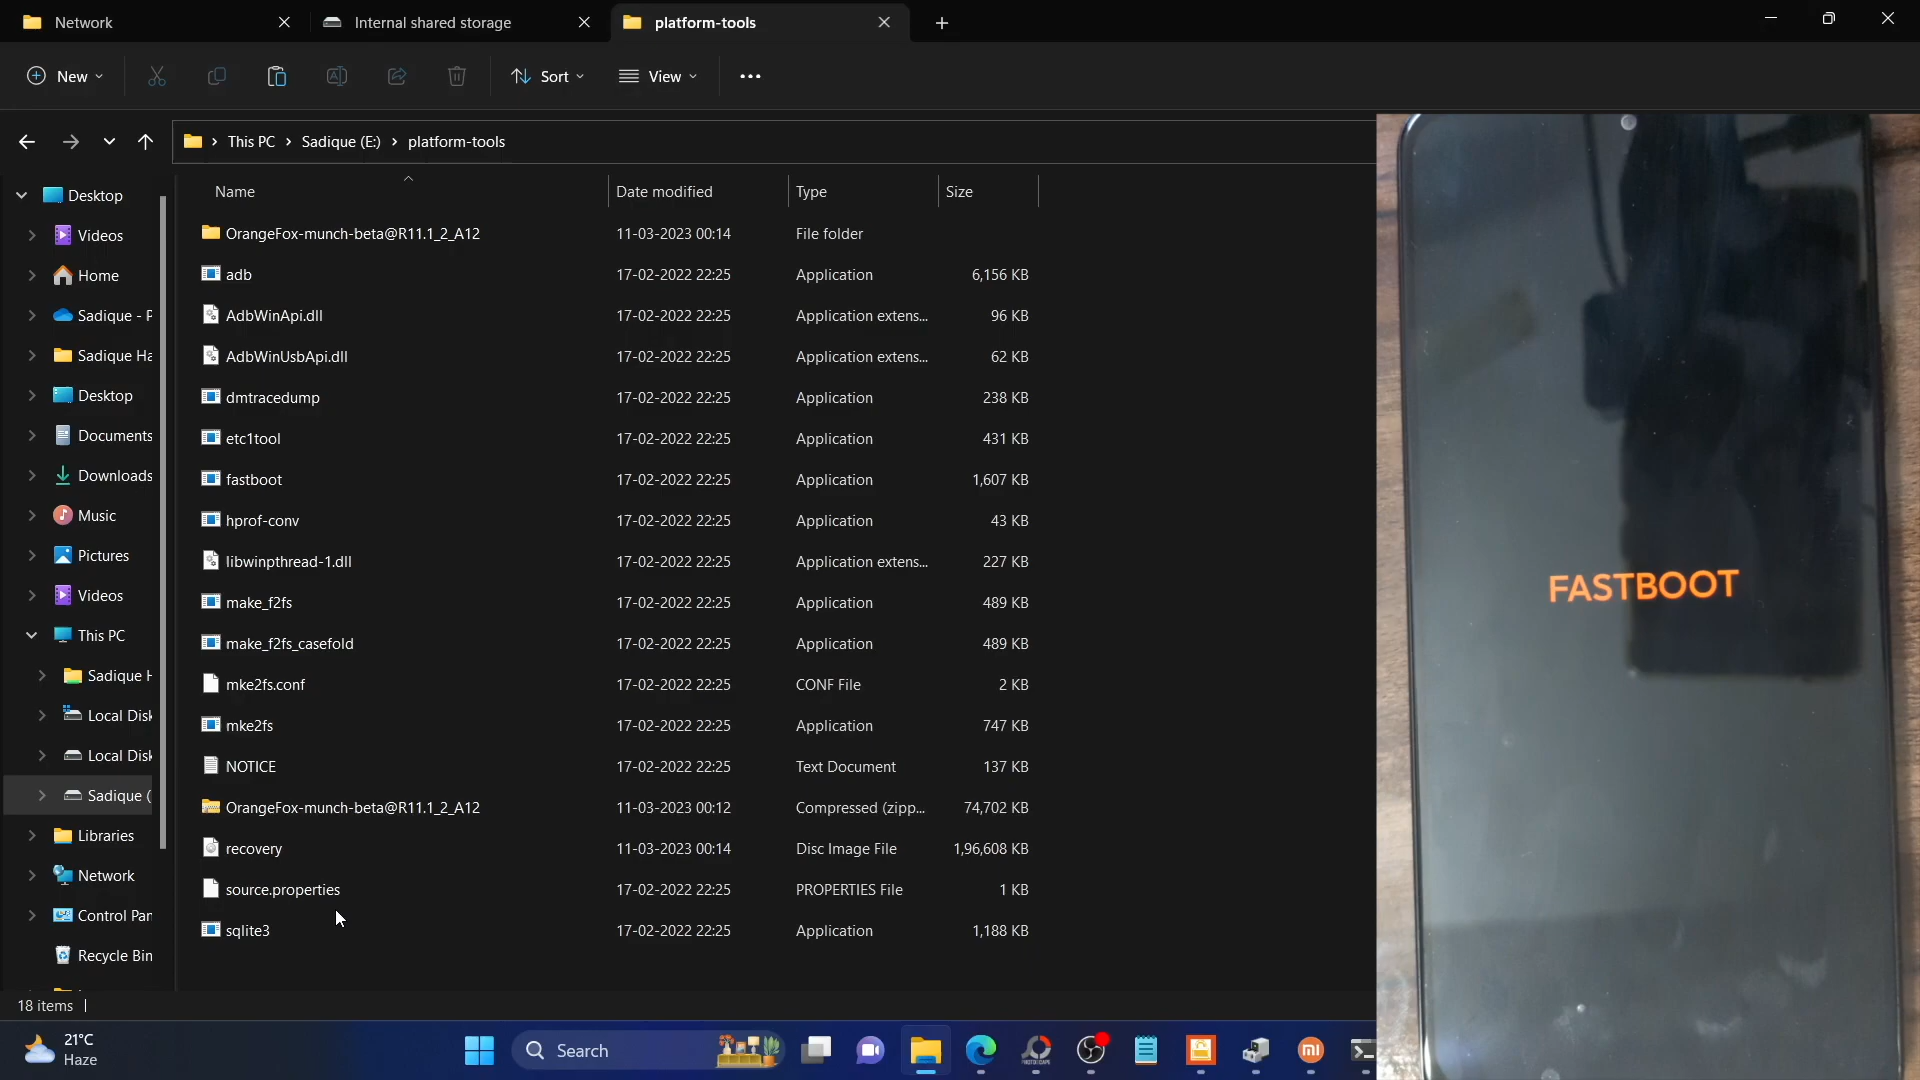 Network
Internal shared storage
platform-tools
New
Sort
View
This PC
Sadique (E:)
platform-tools
Name
Date modified
Type
Size
OrangeFox-munch-beta@R11.1_2_A12 11-03-2023 00:14 File folder
adb 17-02-2022 22:25 Application 6,156 KB
AdbWinApi.dll 17-02-2022 22:25 Application extens... 96 KB
AdbWinUsbApi.dll 17-02-2022 22:25 Application extens... 62 KB
dmtracedump 17-02-2022 22:25 Application 238 KB
etc1tool 17-02-2022 22:25 Application 431 KB
fastboot 17-02-2022 22:25 Application 1,607 KB
hprof-conv 17-02-2022 22:25 Application 43 KB
libwinpthread-1.dll 17-02-2022 22:25 Application extens... 227 KB
make_f2fs 17-02-2022 22:25 Application 489 KB
make_f2fs_casefold 17-02-2022 22:25 Application 489 KB
mke2fs.conf 17-02-2022 22:25 CONF File 2 KB
mke2fs 17-02-2022 22:25 Application 747 KB
NOTICE 17-02-2022 22:25 Text Document 137 KB
OrangeFox-munch-beta@R11.1_2_A12 11-03-2023 00:12 Compressed (zipp... 74,702 KB
recovery 11-03-2023 00:14 Disc Image File 1,96,608 KB
source.properties 17-02-2022 22:25 PROPERTIES File 1 KB
sqlite3 17-02-2022 22:25 Application 1,188 KB
Desktop
Videos
Home
Sadique - P
Sadique Ha
Desktop
Documents
Downloads
Music
Pictures
Videos
This PC
Sadique H
Local Disk
Local Disk
Sadique (
Libraries
Network
Control Pan
Recycle Bin
18 items
FASTBOOT
21°C
Haze
Search
mi